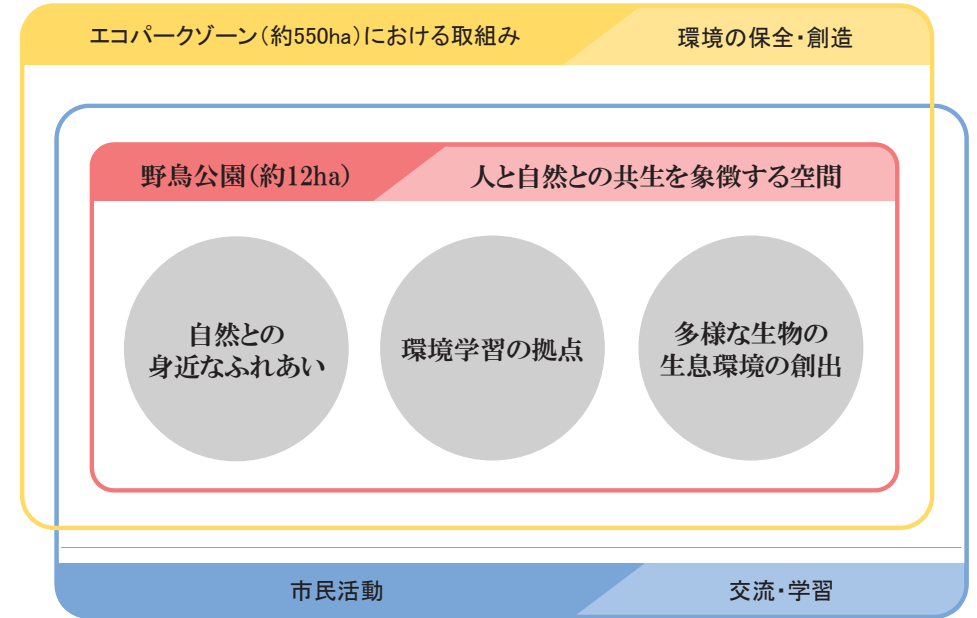 エコパークゾーン（約550ha）における取組み
環境の保全・創造
野鳥公園（約12ha）
人と自然との共生を象徴する空間
自然との
身近なふれあい
環境学習の拠点
多様な生物の
生息環境の創出
市民活動
交流・学習